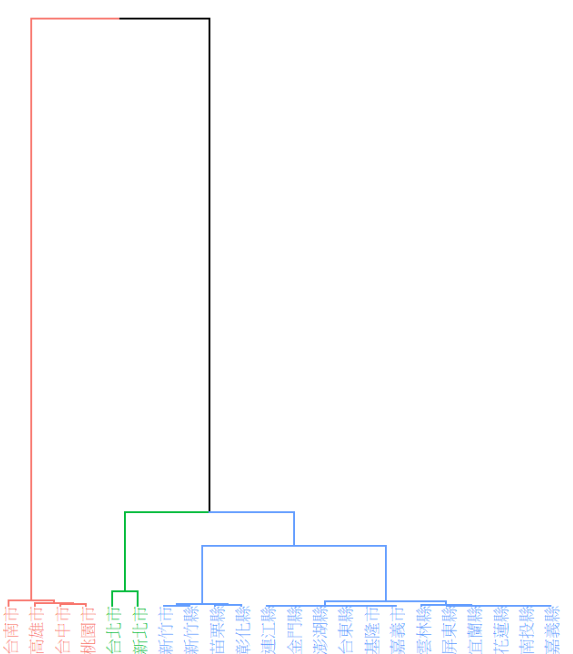 台南市
高雄市
台中市
桃園市
台北市
新北市
新竹市
新竹縣
苗栗縣
彰化縣
連江縣
金門縣
澎湖縣
台東縣
基隆市
嘉義市
雲林縣
屏東縣
宜蘭縣
花蓮縣
南投縣
嘉義縣